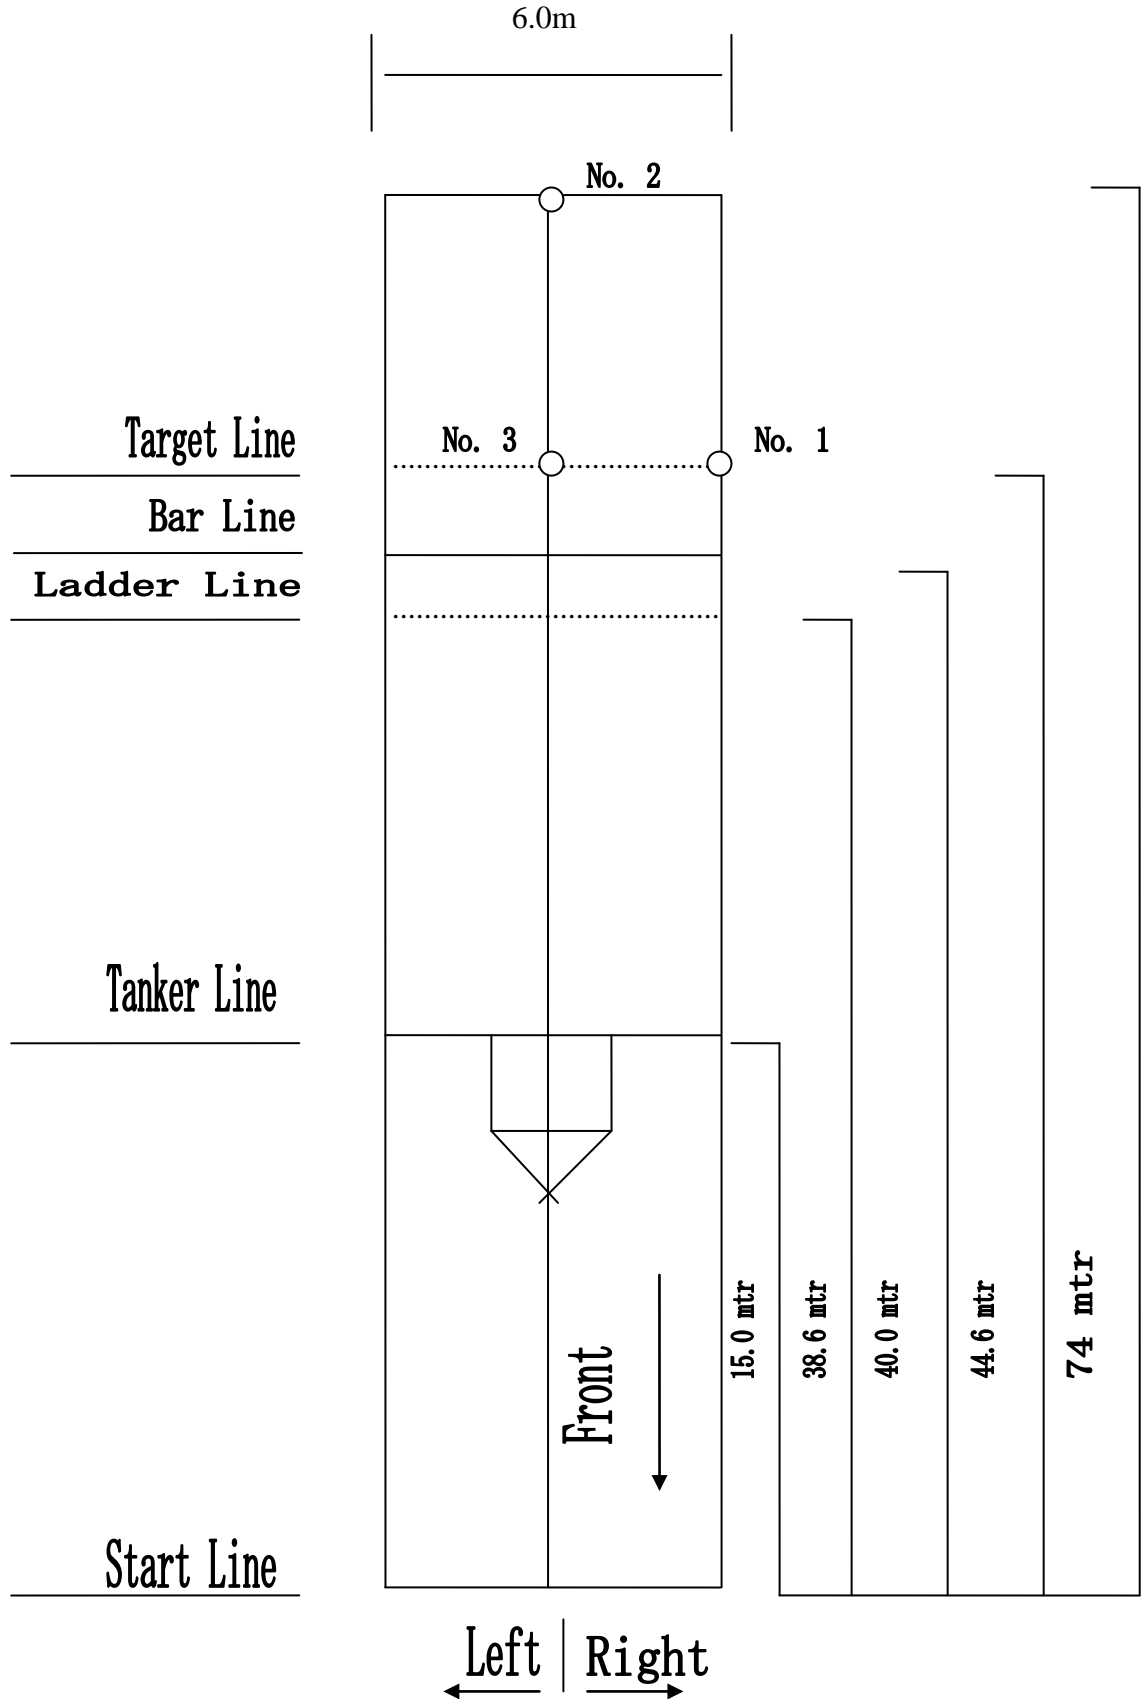 6.0m
No. 2
Target Line
No. 3
No. 1
Bar Line
Ladder Line
Tanker Line
15.0 mtr
38.6 mtr
40.0 mtr
44.6 mtr
74 mtr
Front
Start Line
Left
Right